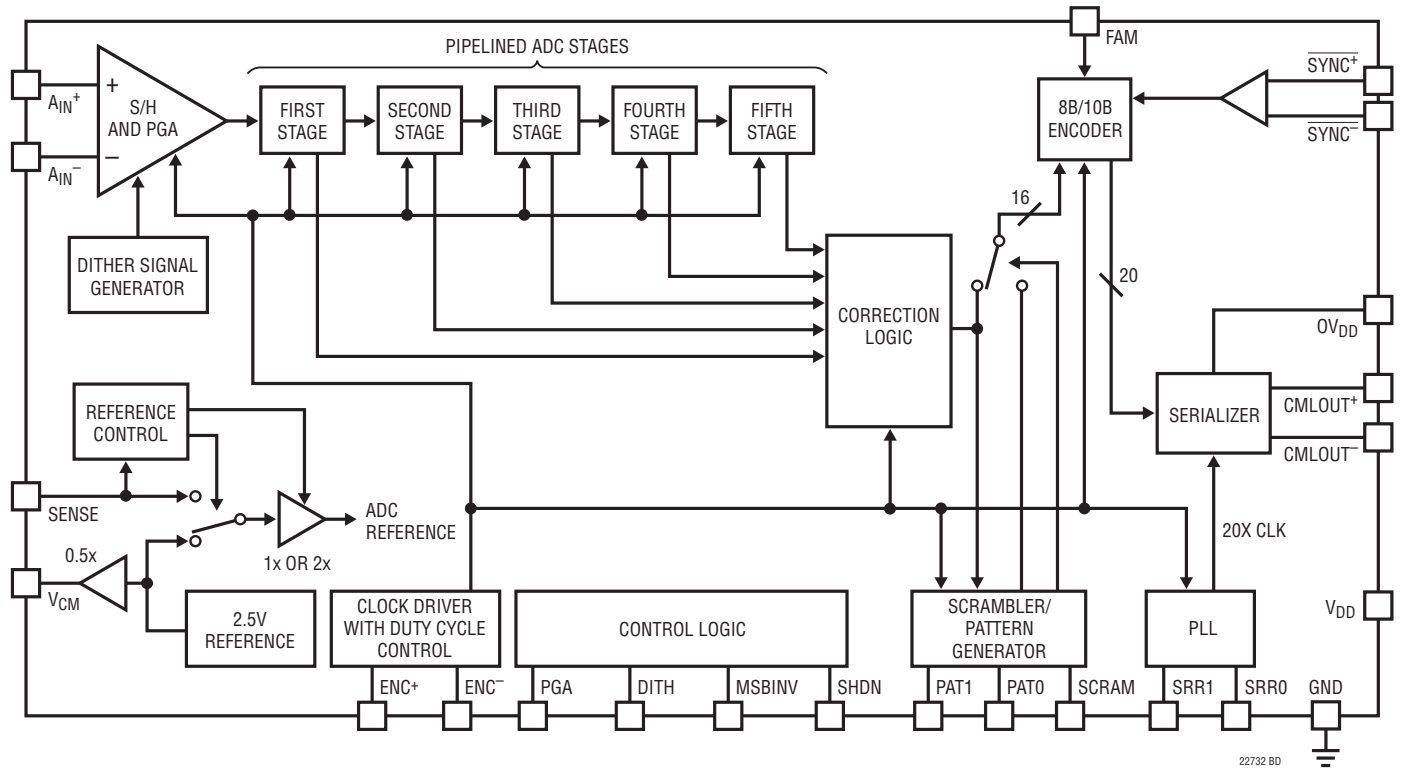 PIPELINED ADC STAGES
FAM
SYNC+
SYNC–
AIN+
AIN–
+
–
S/H
AND PGA
FIRST
STAGE
SECOND
STAGE
THIRD
STAGE
FOURTH
STAGE
FIFTH
STAGE
8B/10B
ENCODER
16
20
DITHER SIGNAL
GENERATOR
CORRECTION
LOGIC
OVDD
CMLOUT+
CMLOUT–
SERIALIZER
REFERENCE
CONTROL
SENSE
ADC
REFERENCE
1x OR 2x
0.5x
VCM
2.5V
REFERENCE
20X CLK
VDD
CLOCK DRIVER
WITH DUTY CYCLE
CONTROL
CONTROL LOGIC
SCRAMBLER/
PATTERN
GENERATOR
PLL
ENC+
ENC–
PGA
DITH
MSBINV
SHDN
PAT1
PAT0
SCRAM
SRR1
SRR0
GND
22732 BD